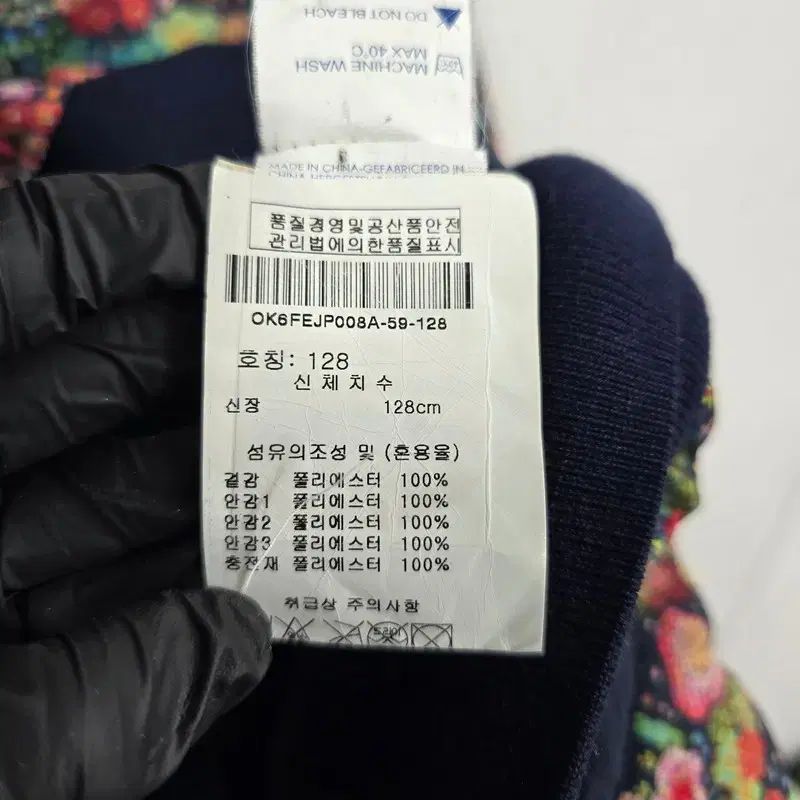 DO NOT BLEACH
MAX 40°C
MACHINE WASH
MADE IN CHINA-GEFABRICEERD IN
품질경영및공산품안전
관리법에의한품질표시
OK6FEJP008A-59-128
호칭: 128
신체치수
신장 128cm
섬유의조성 및 (혼용율)
겉감 폴리에스터 100%
안감1 폴리에스터 100%
안감2 폴리에스터 100%
안감3 폴리에스터 100%
충전재 폴리에스터 100%
취급상 주의사항
드라이